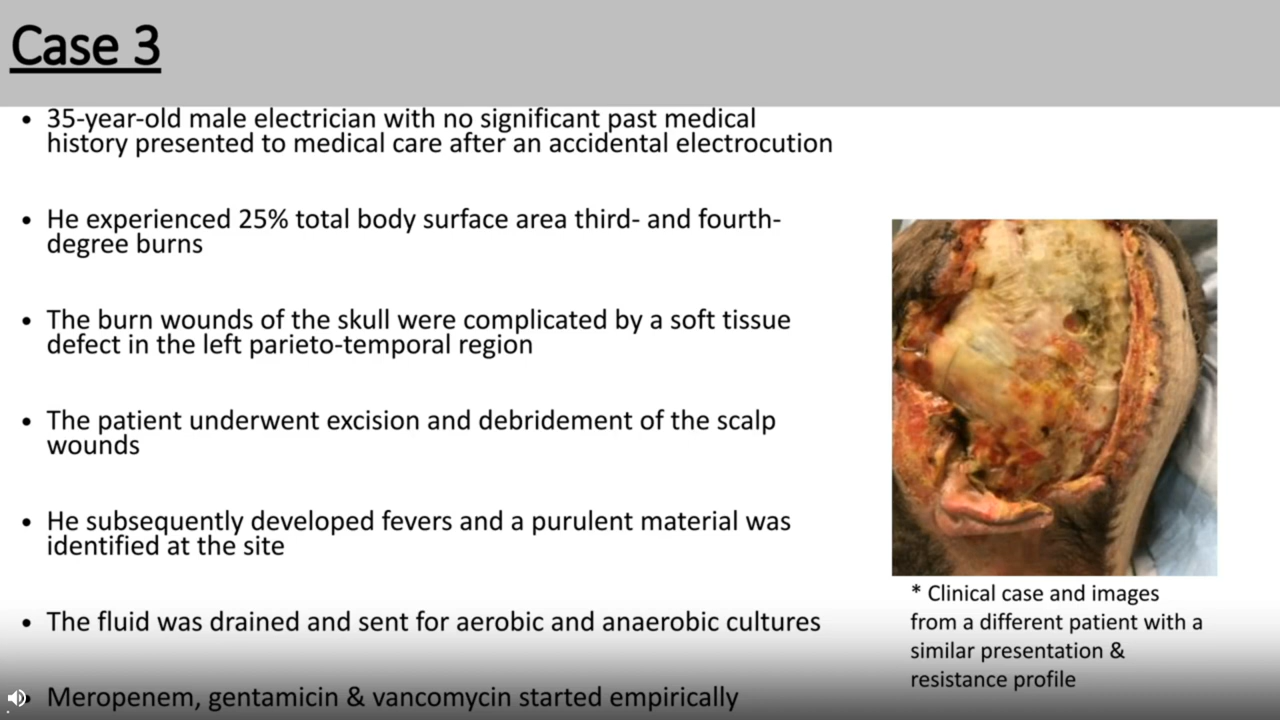 Case 3
• 35-year-old male electrician with no significant past medical
history presented to medical care after an accidental electrocution
• He experienced 25% total body surface area third- and fourth-
degree burns
• The burn wounds of the skull were complicated by a soft tissue
defect in the left parieto-temporal region
• The patient underwent excision and debridement of the scalp
wounds
• He subsequently developed fevers and a purulent material was
identified at the site
• The fluid was drained and sent for aerobic and anaerobic cultures
• Meropenem, gentamicin & vancomycin started empirically
* Clinical case and images
from a different patient with a
similar presentation &
resistance profile